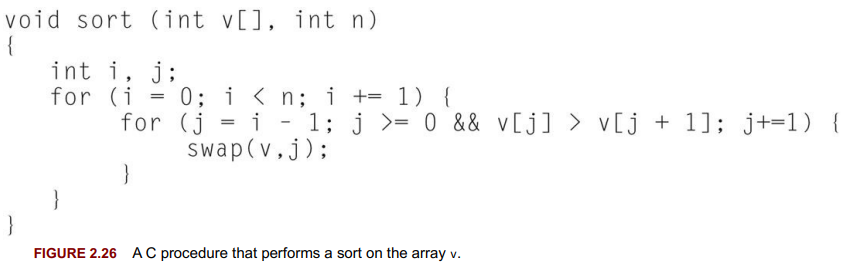 void sort (int v[], int n)
{
int i, j;
for (i = 0; i < n; i += 1) {
for (j = i - 1; j >= 0 && v[j] > v[j + 1]; j+=1) {
swap(v,j);
}
}
}
FIGURE 2.26 A C procedure that performs a sort on the array v.